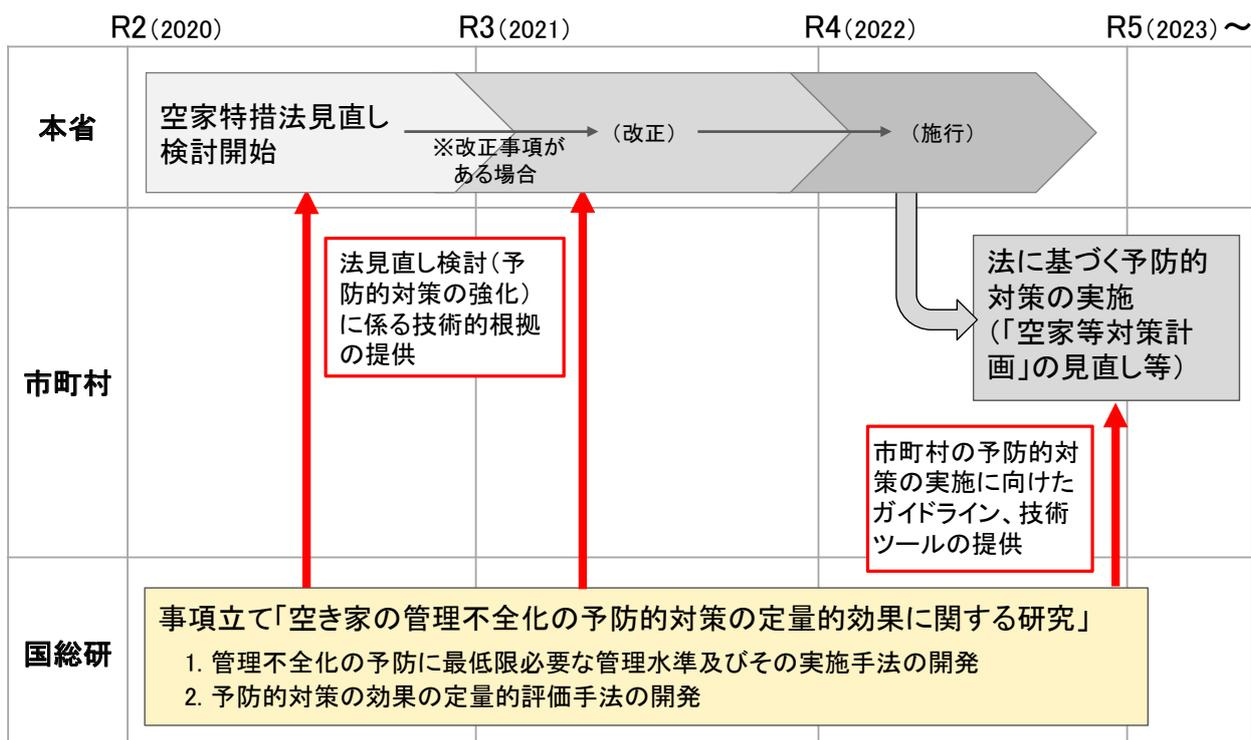 R2(2020)
R3(2021)
R4(2022)
R5(2023)～
本省
空家特措法見直し
検討開始
※改正事項が
ある場合
(改正)
(施行)
市町村
法見直し検討(予
防的対策の強化)
に係る技術的根拠
の提供
法に基づく予防的
対策の実施
(「空家等対策計
画」の見直し等)
市町村の予防的対
策の実施に向けた
ガイドライン、技術
ツールの提供
国総研
事項立て「空き家の管理不全化の予防的対策の定量的効果に関する研究」
1. 管理不全化の予防に最低限必要な管理水準及びその実施手法の開発
2. 予防的対策の効果の定量的評価手法の開発